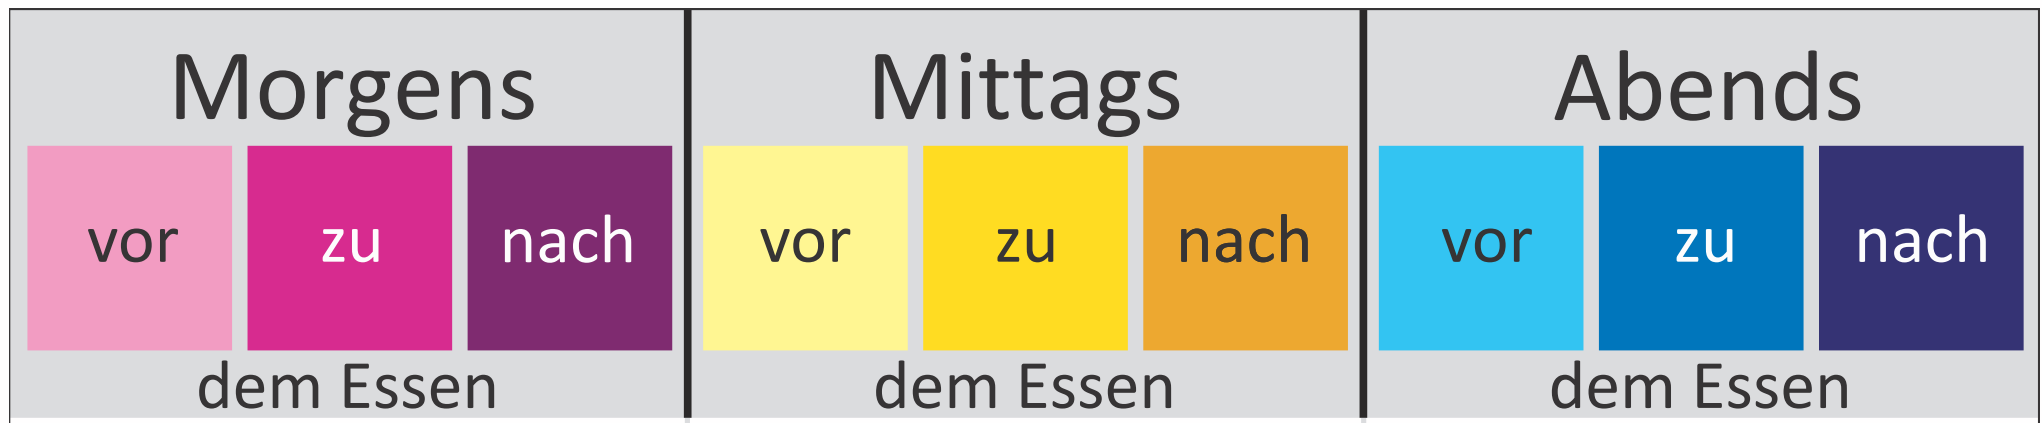 Morgens
vor zu nach
dem Essen
Mittags
vor zu nach
dem Essen
Abends
vor zu nach
dem Essen